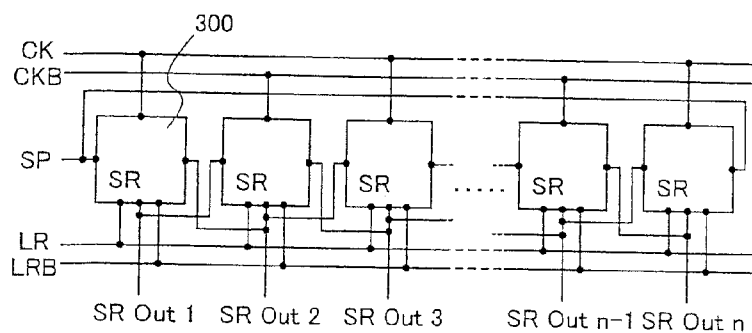 300
CK
CKB
SP
SR
SR
SR
SR
SR
LR
LRB
SR Out 1
SR Out 2
SR Out 3
SR Out n-1
SR Out n